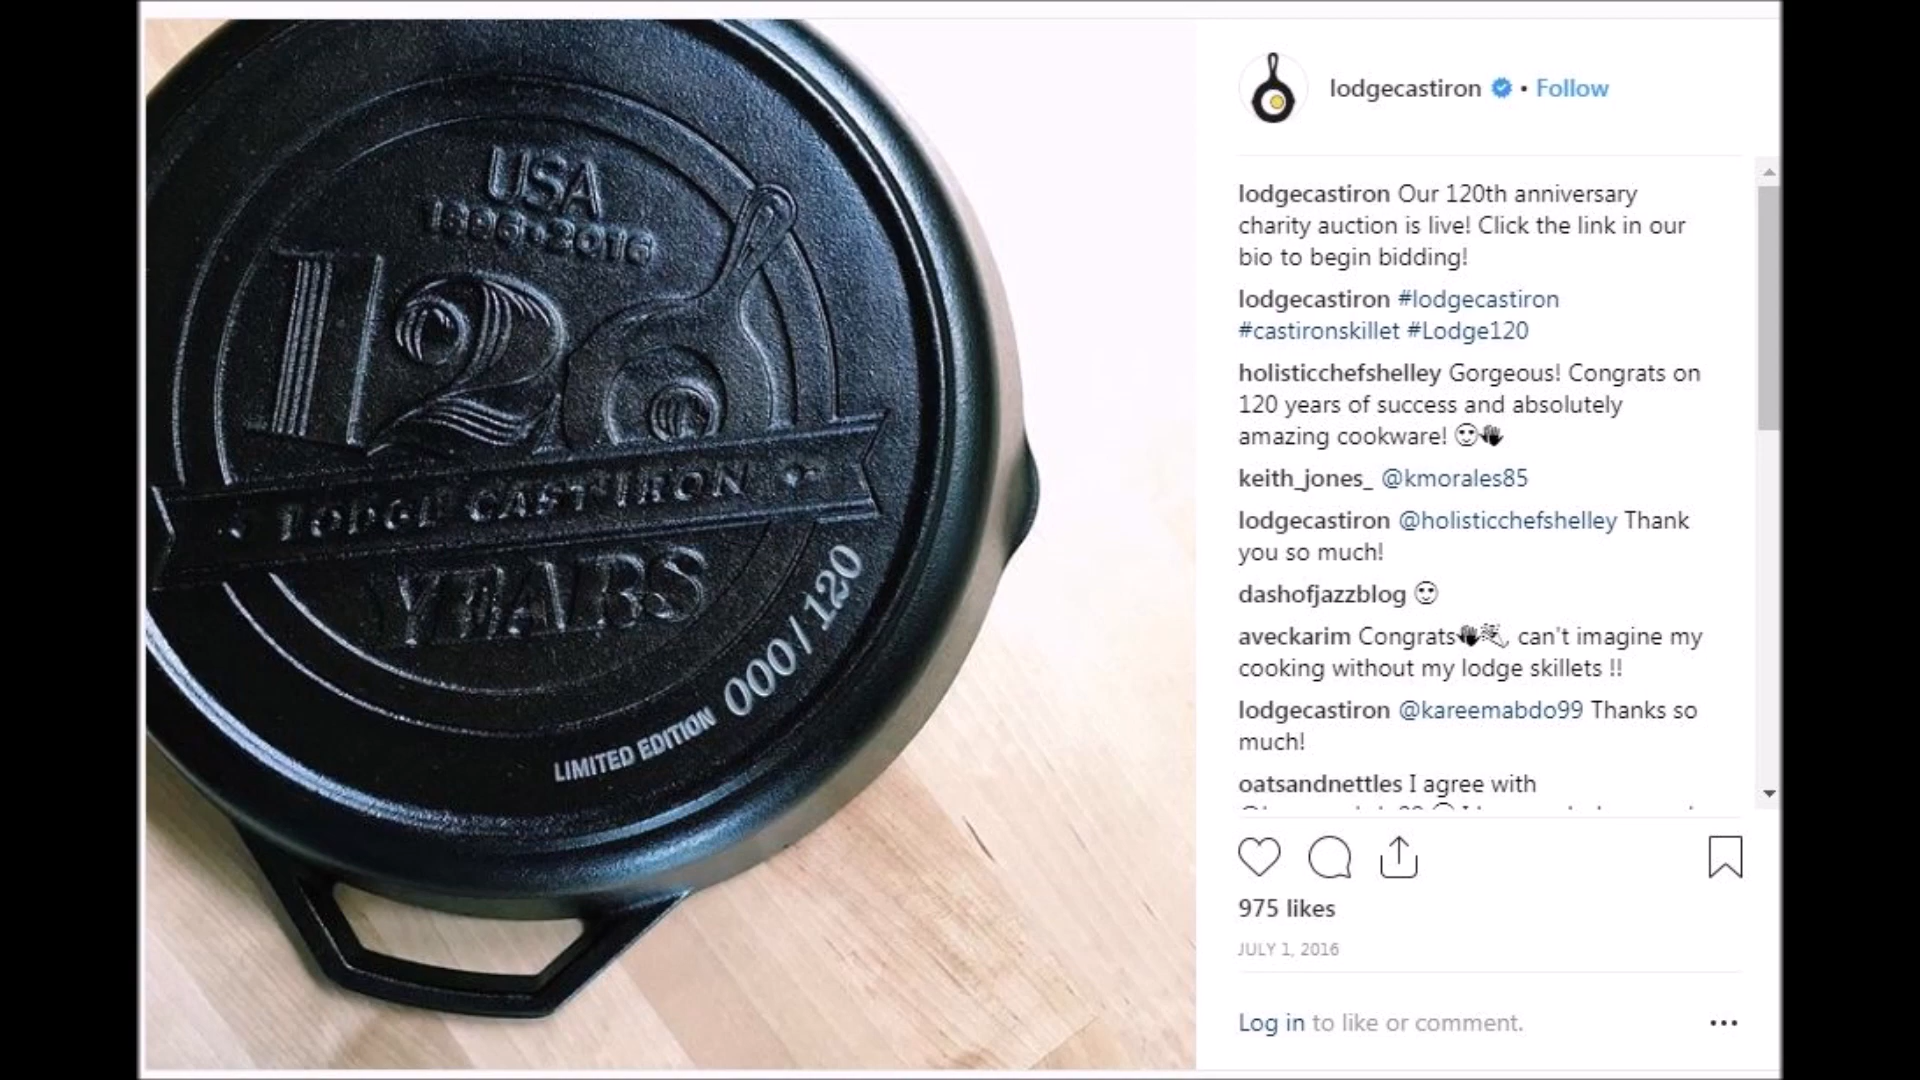 USA
1896•2016
120
LODGE CAST IRON
YEARS
LIMITED EDITION 000/120
lodgecastiron • Follow
lodgecastiron Our 120th anniversary
charity auction is live! Click the link in our
bio to begin bidding!
lodgecastiron #lodgecastiron
#castironskillet #Lodge120
holisticchefshelley Gorgeous! Congrats on
120 years of success and absolutely
amazing cookware!
keith_jones_ @kmorales85
lodgecastiron @holisticchefshelley Thank
you so much!
dashofjazzblog
aveckarim Congrats, can't imagine my
cooking without my lodge skillets !!
lodgecastiron @kareemabdo99 Thanks so
much!
oatsandnettles I agree with
975 likes
JULY 1, 2016
Log in to like or comment.